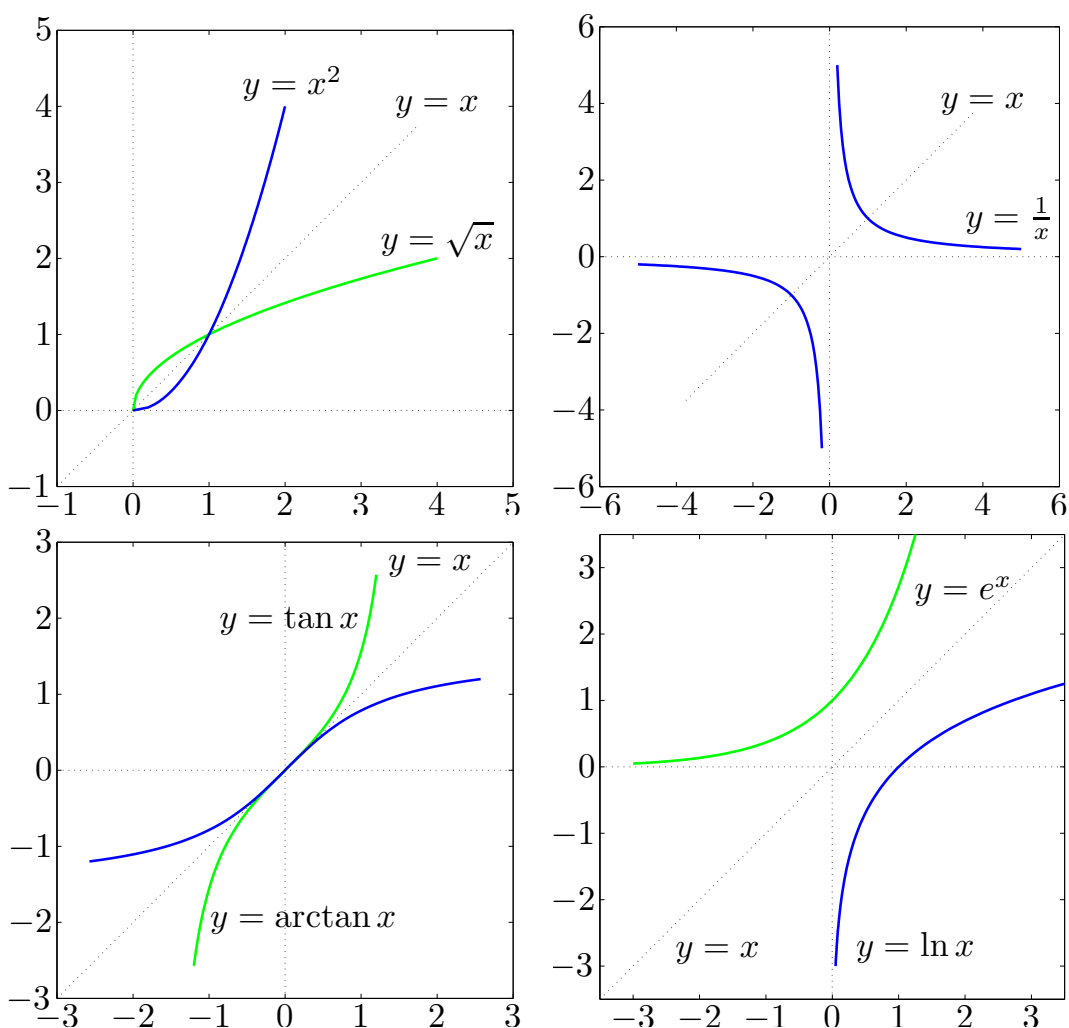 5
4
3
2
1
0
−1
−1 0 1 2 3 4 5
y = x²
y = x
y = √x
6
4
2
0
−2
−4
−6
−6 −4 −2 0 2 4 6
y = x
y = 1/x
3
2
1
0
−1
−2
−3
−3 −2 −1 0 1 2 3
y = x
y = tan x
y = arctan x
3
2
1
0
−1
−2
−3
−3 −2 −1 0 1 2 3
y = eˣ
y = x
y = ln x